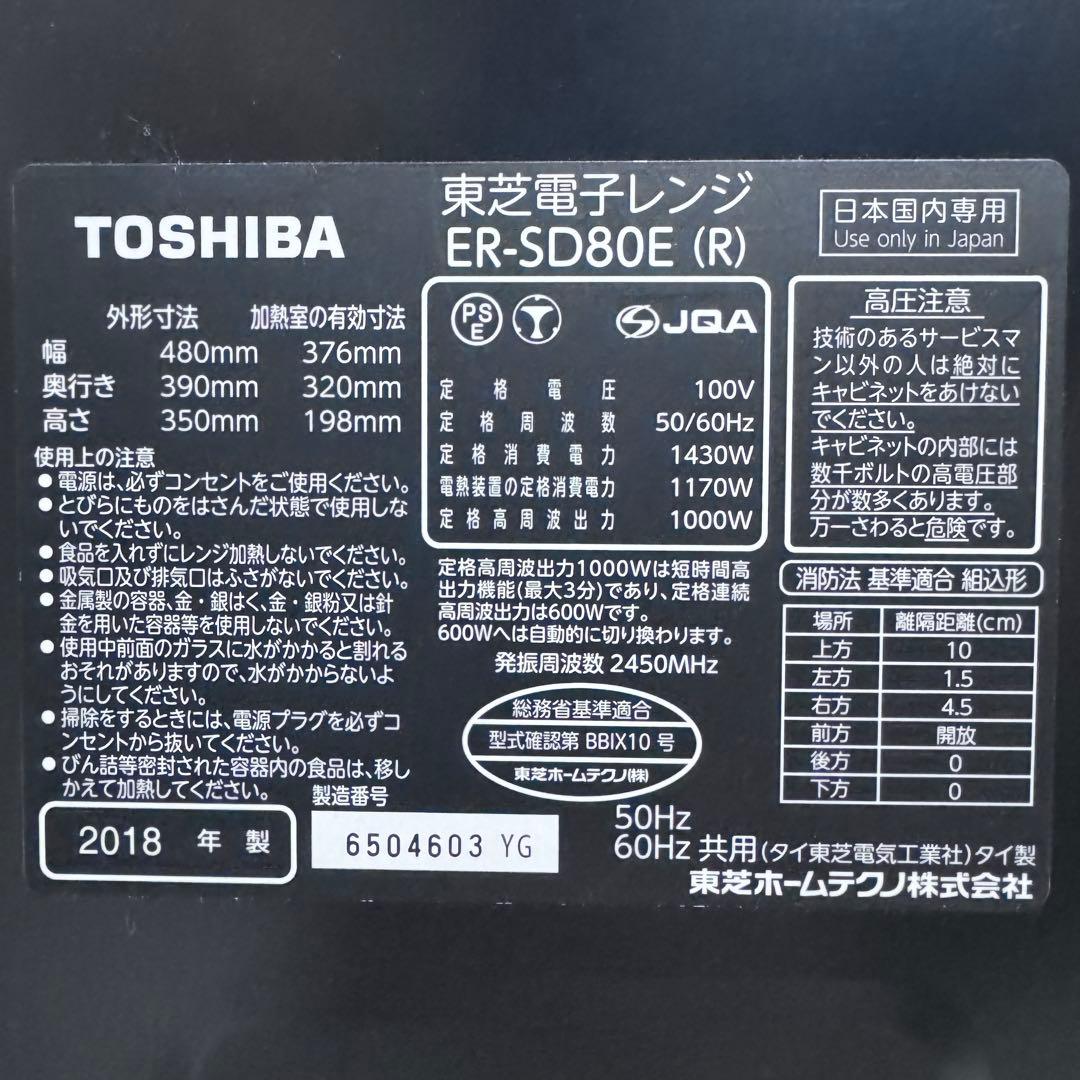 TOSHIBA
東芝電子レンジ
ER-SD80E (R)
日本国内専用
Use only in Japan
外形寸法 加熱室の有効寸法
幅 480mm 376mm
奥行き 390mm 320mm
高さ 350mm 198mm
使用上の注意
●電源は、必ずコンセントをご使用ください。
●とびらにものをはさんだ状態で使用しな
いでください。
●食品を入れずにレンジ加熱しないでください。
●吸気口及び排気口はふさがないでください。
●金属製の容器、金・銀はく、金・銀粉又は針
金を用いた容器等を使用しないでください。
●使用中前面のガラスに水がかかると割れる
おそれがありますので、水がかからないよ
うにしてください。
●掃除をするときには、電源プラグを必ずコ
ンセントから抜いてください。
●びん詰等密封された容器内の食品は、移し
かえて加熱してください。
2018 年 製
製造番号
6504603 YG
PS
E
JQA
定格電圧 100V
定格周波数 50/60Hz
定格消費電力 1430W
電熱装置の定格消費電力 1170W
定格高周波出力 1000W
定格高周波出力1000Wは短時間高
出力機能(最大3分)であり、定格連続
高周波出力は600Wです。
600Wへは自動的に切り換わります。
発振周波数 2450MHz
総務省基準適合
型式確認第 BBIX10 号
東芝ホームテクノ(株)
高圧注意
技術のあるサービスマ
ン以外の人は絶対に
キャビネットをあけない
でください。
キャビネットの内部には
数千ボルトの高電圧部
分が数多くあります。
万一さわると危険です。
消防法 基準適合 組込形
場所 離隔距離(cm)
上方 10
左方 1.5
右方 4.5
前方 開放
後方 0
下方 0
50Hz
60Hz 共用 (タイ東芝電気工業社) タイ製
東芝ホームテクノ株式会社